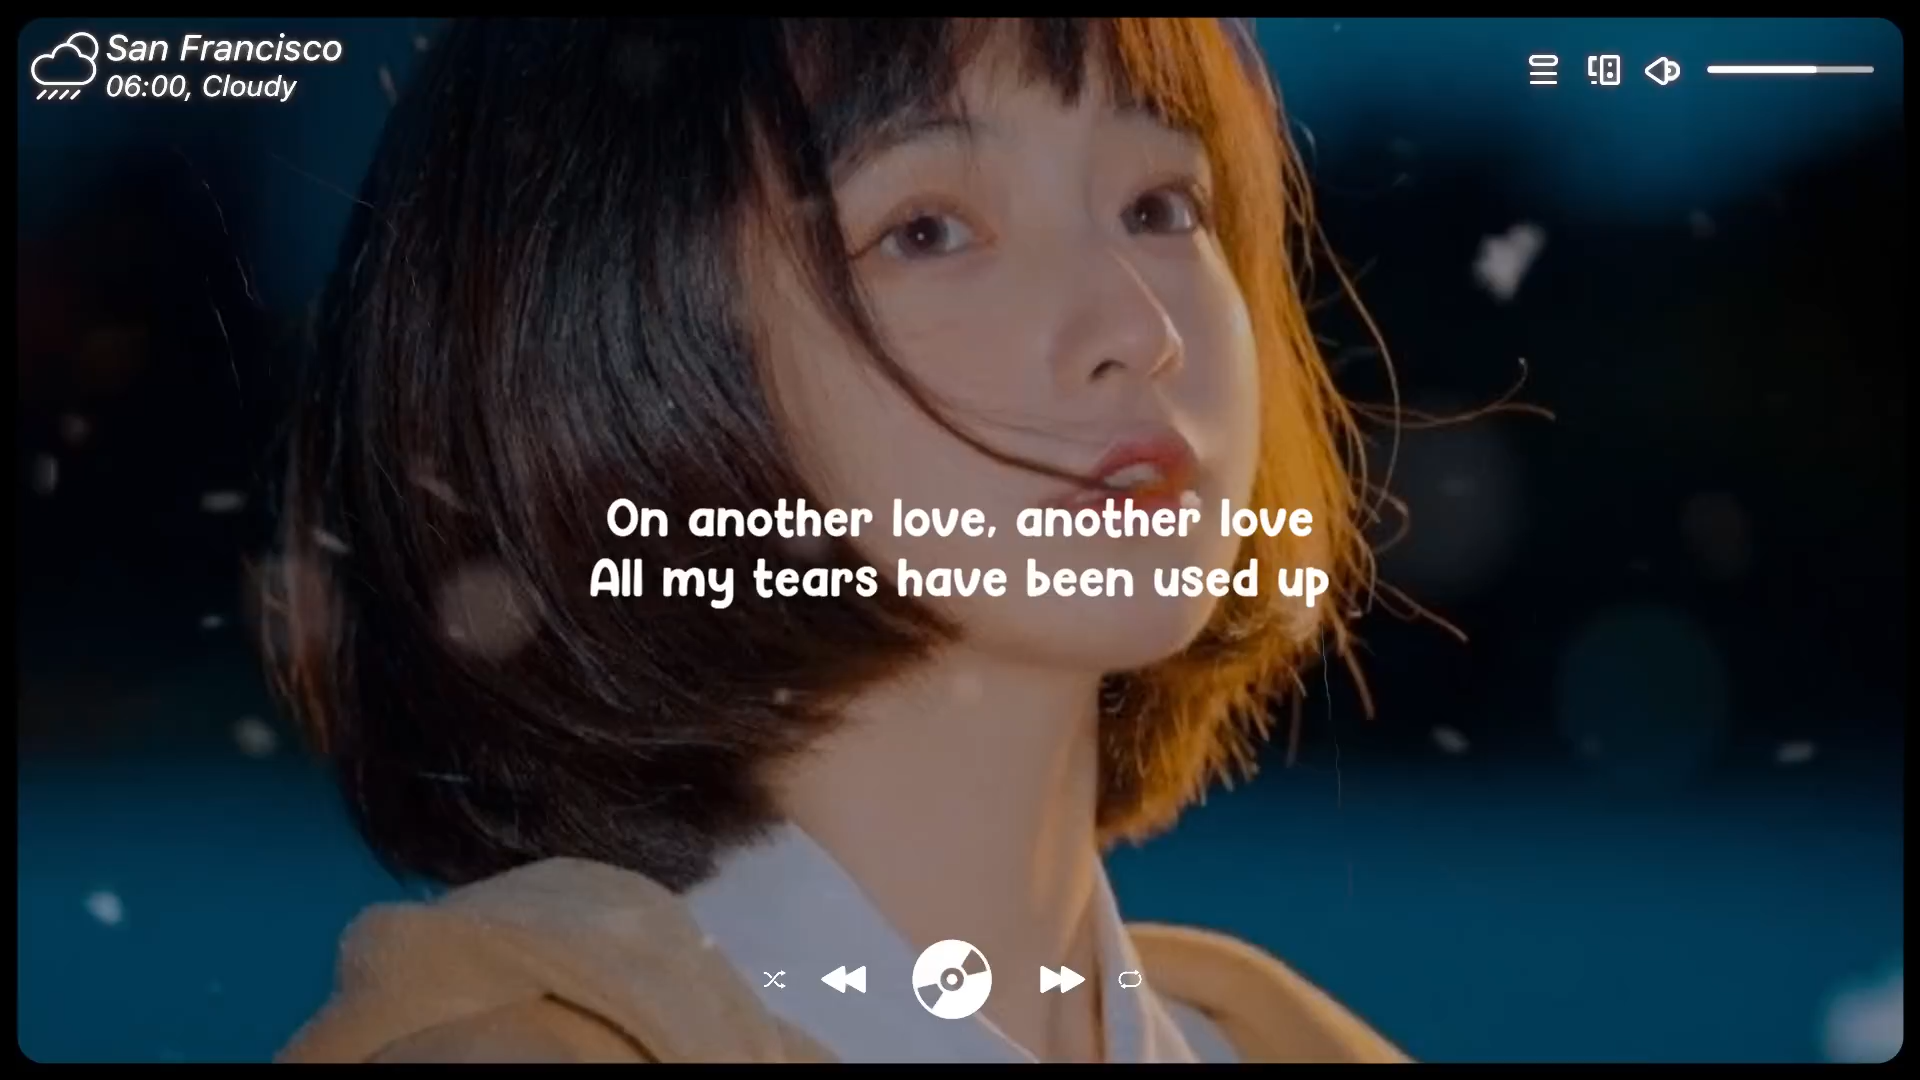 San Francisco
06:00, Cloudy
On another love, another love
All my tears have been used up